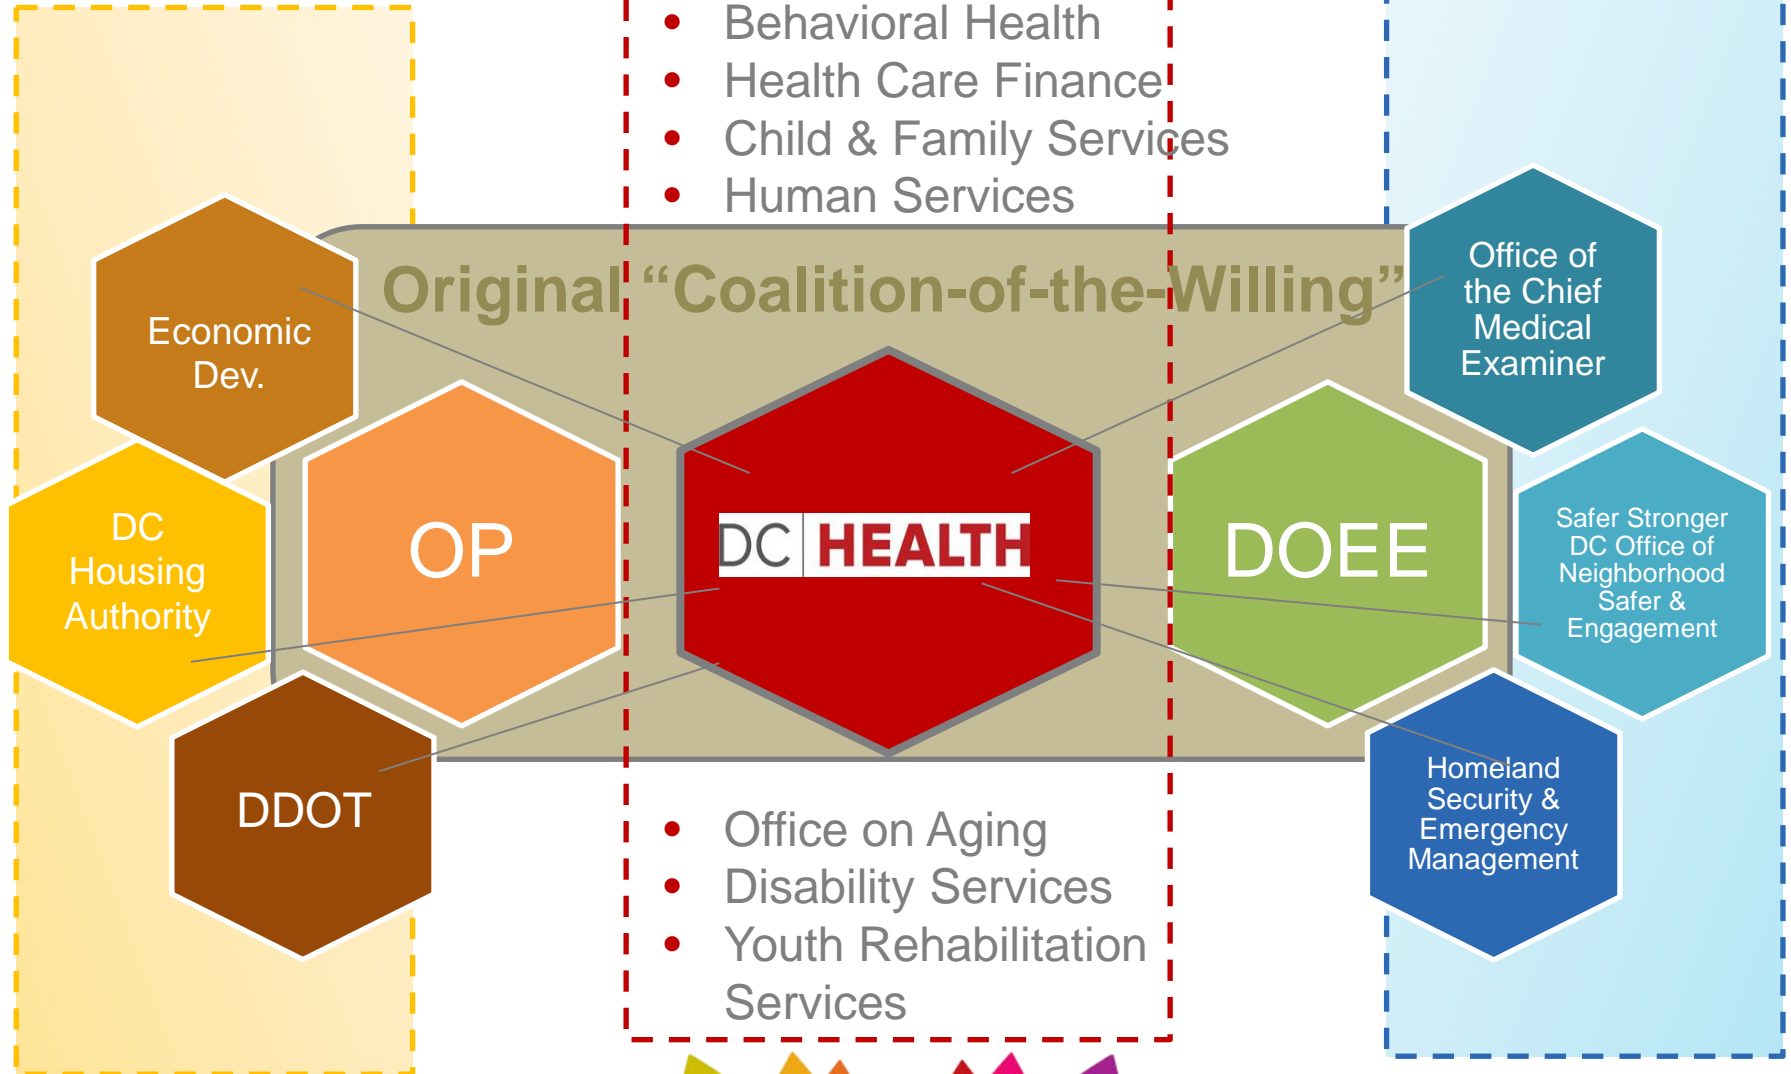 Behavioral Health
Health Care Finance
Child & Family Services
Human Services
Original “Coalition-of-the-Willing”
Economic
Dev.
DC
Housing
Authority
OP
DDOT
DC HEALTH
DOEE
Office of
the Chief
Medical
Examiner
Safer Stronger
DC Office of
Neighborhood
Safer &
Engagement
Homeland
Security &
Emergency
Management
Office on Aging
Disability Services
Youth Rehabilitation
Services